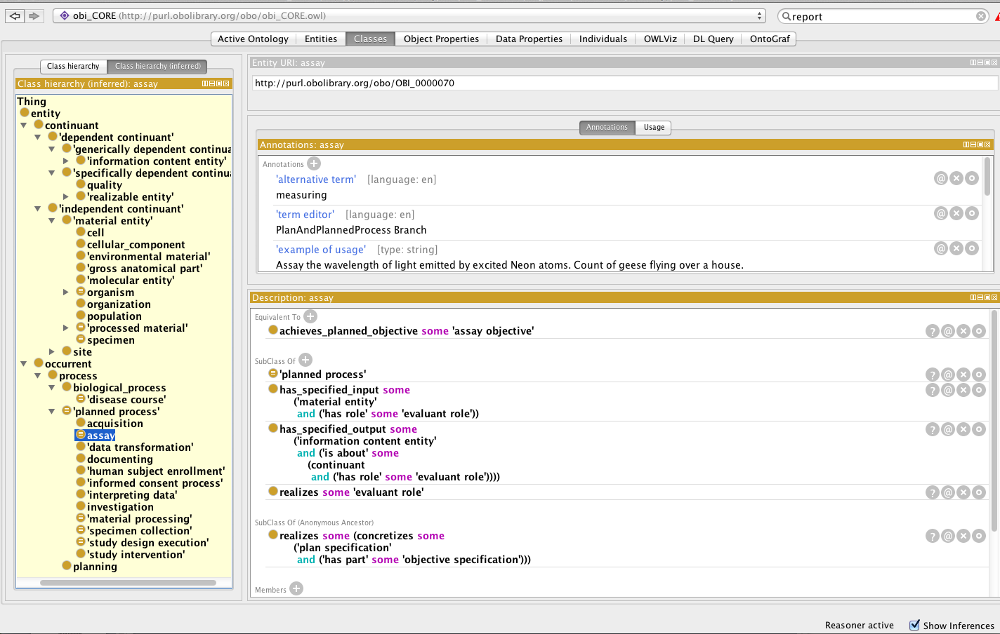 obi_CORE (http://purl.obolibrary.org/obo/obi_CORE.owl)
report
Active Ontology Entities Classes Object Properties Data Properties Individuals OWLViz DL Query OntoGraf
Class hierarchy Class hierarchy (inferred)
Class hierarchy (inferred): assay
Thing
entity
continuant
'dependent continuant'
'generically dependent continua
'information content entity'
'specifically dependent continu
quality
'realizable entity'
'independent continuant'
'material entity'
cell
cellular_component
'environmental material'
'gross anatomical part'
'molecular entity'
organism
organization
population
'processed material'
specimen
site
occurrent
process
biological_process
'disease course'
'planned process'
acquisition
assay
'data transformation'
documenting
'human subject enrollment'
'informed consent process'
'interpreting data'
investigation
'material processing'
'specimen collection'
'study design execution'
'study intervention'
planning
Entity URI: assay
http://purl.obolibrary.org/obo/OBI_0000070
Annotations Usage
Annotations: assay
Annotations
'alternative term' [language: en]
measuring
'term editor' [language: en]
PlanAndPlannedProcess Branch
'example of usage' [type: string]
Assay the wavelength of light emitted by excited Neon atoms. Count of geese flying over a house.
Description: assay
Equivalent To
achieves_planned_objective some 'assay objective'
SubClass Of
'planned process'
has_specified_input some
('material entity'
and ('has role' some 'evaluant role'))
has_specified_output some
('information content entity'
and ('is about' some
(continuant
and ('has role' some 'evaluant role'))))
realizes some 'evaluant role'
SubClass Of (Anonymous Ancestor)
realizes some (concretizes some
('plan specification'
and ('has part' some 'objective specification')))
Members
Reasoner active Show Inferences